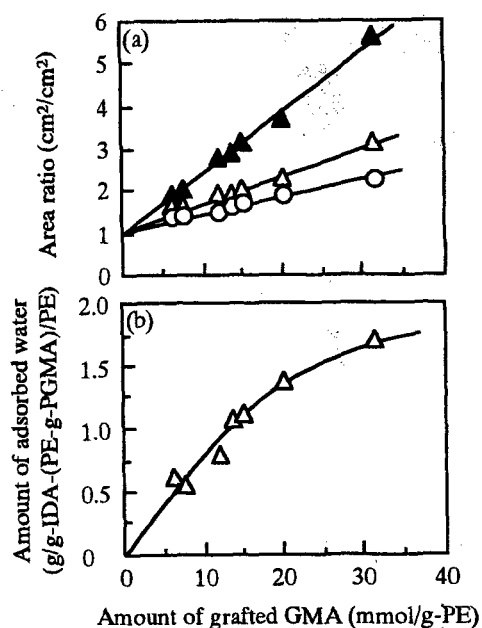 (a)
6
5
4
3
2
1
0
Area ratio (cm²/cm²)
(b)
2.0
1.5
1.0
0.5
0
Amount of adsorbed water
(g/g-IDA-(PE-g-PGMA)/PE)
0 10 20 30 40
Amount of grafted GMA (mmol/g-PE)